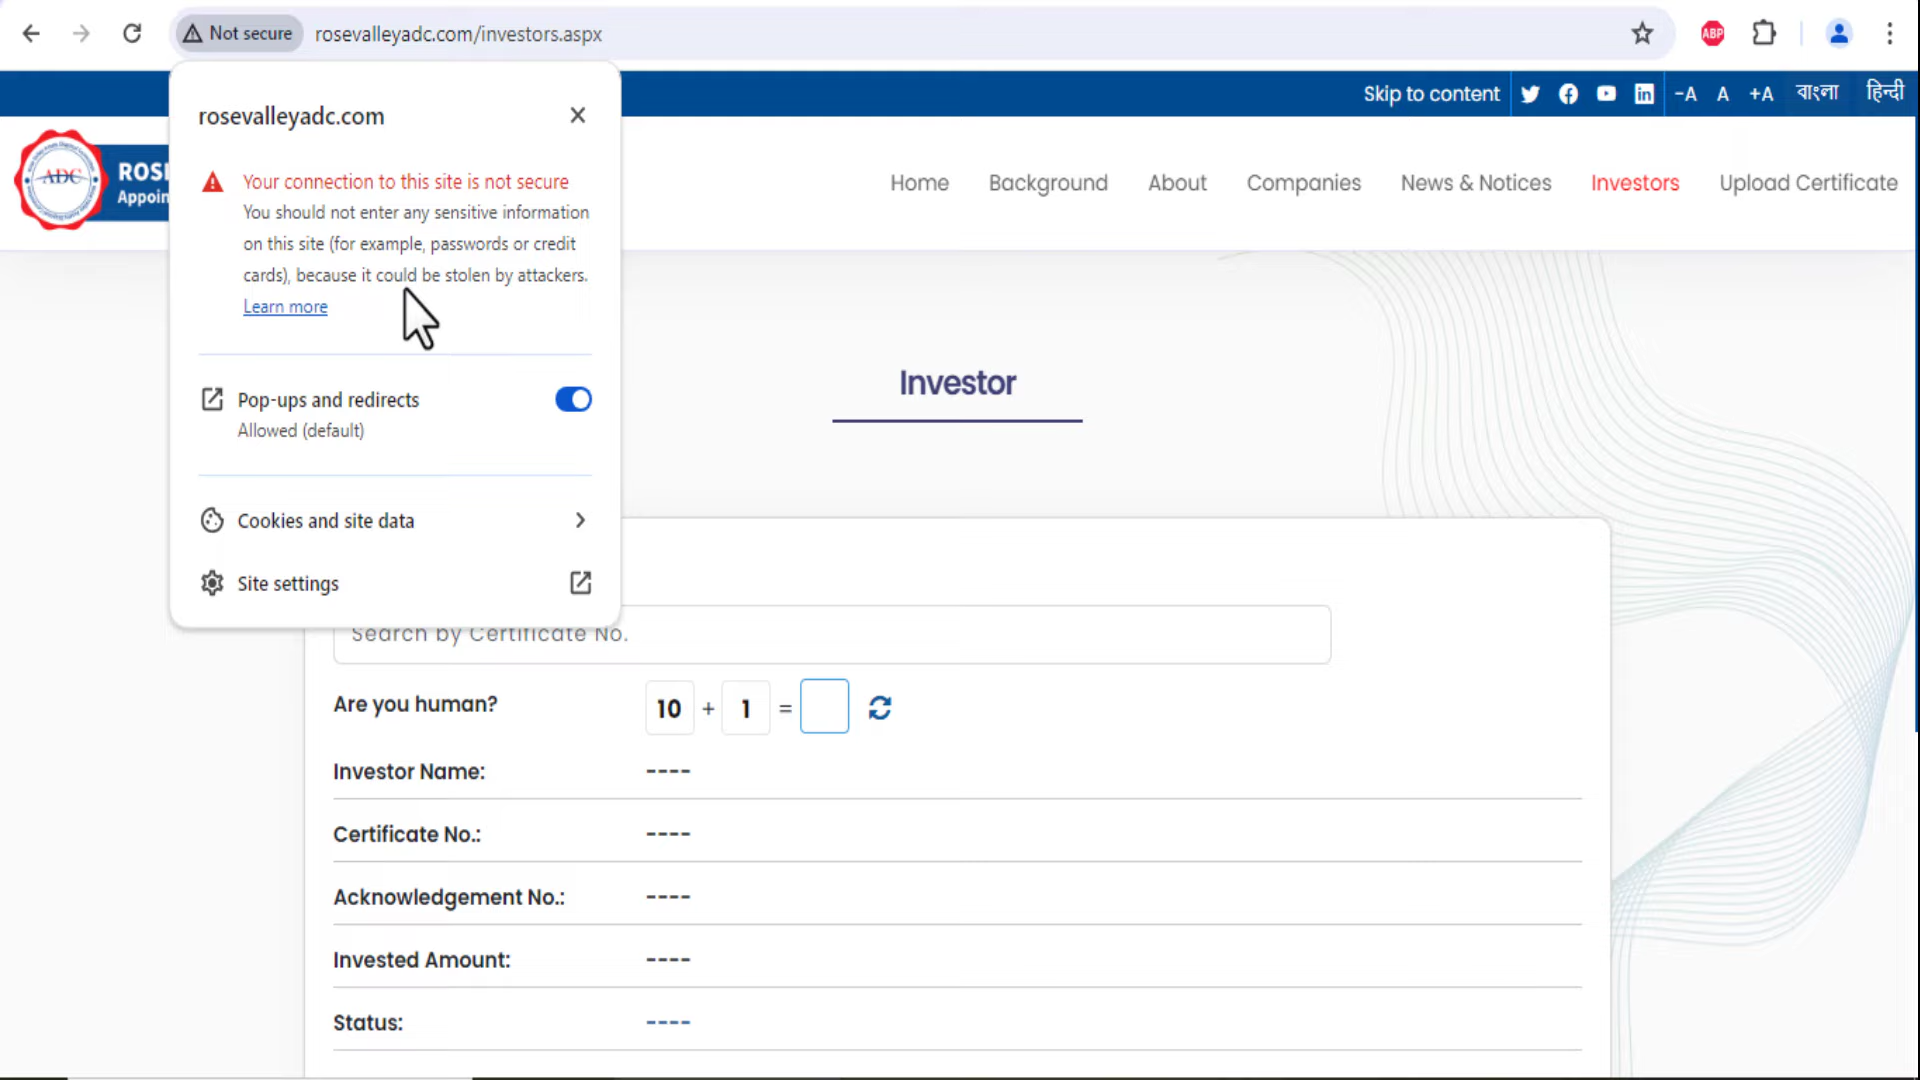 Not secure
rosevalleyadc.com/investors.aspx
ABP
Skip to content
-A A +A বাংলা हिन्दी
rosevalleyadc.com
Your connection to this site is not secure
You should not enter any sensitive information
on this site (for example, passwords or credit
cards), because it could be stolen by attackers.
Learn more
Pop-ups and redirects
Allowed (default)
Cookies and site data
Site settings
ADC
ROS
Appoin
Home Background About Companies News & Notices Investors Upload Certificate
Investor
Search by Certificate No.
Are you human? 10 + 1 =
Investor Name: ----
Certificate No.: ----
Acknowledgement No.: ----
Invested Amount: ----
Status: ----